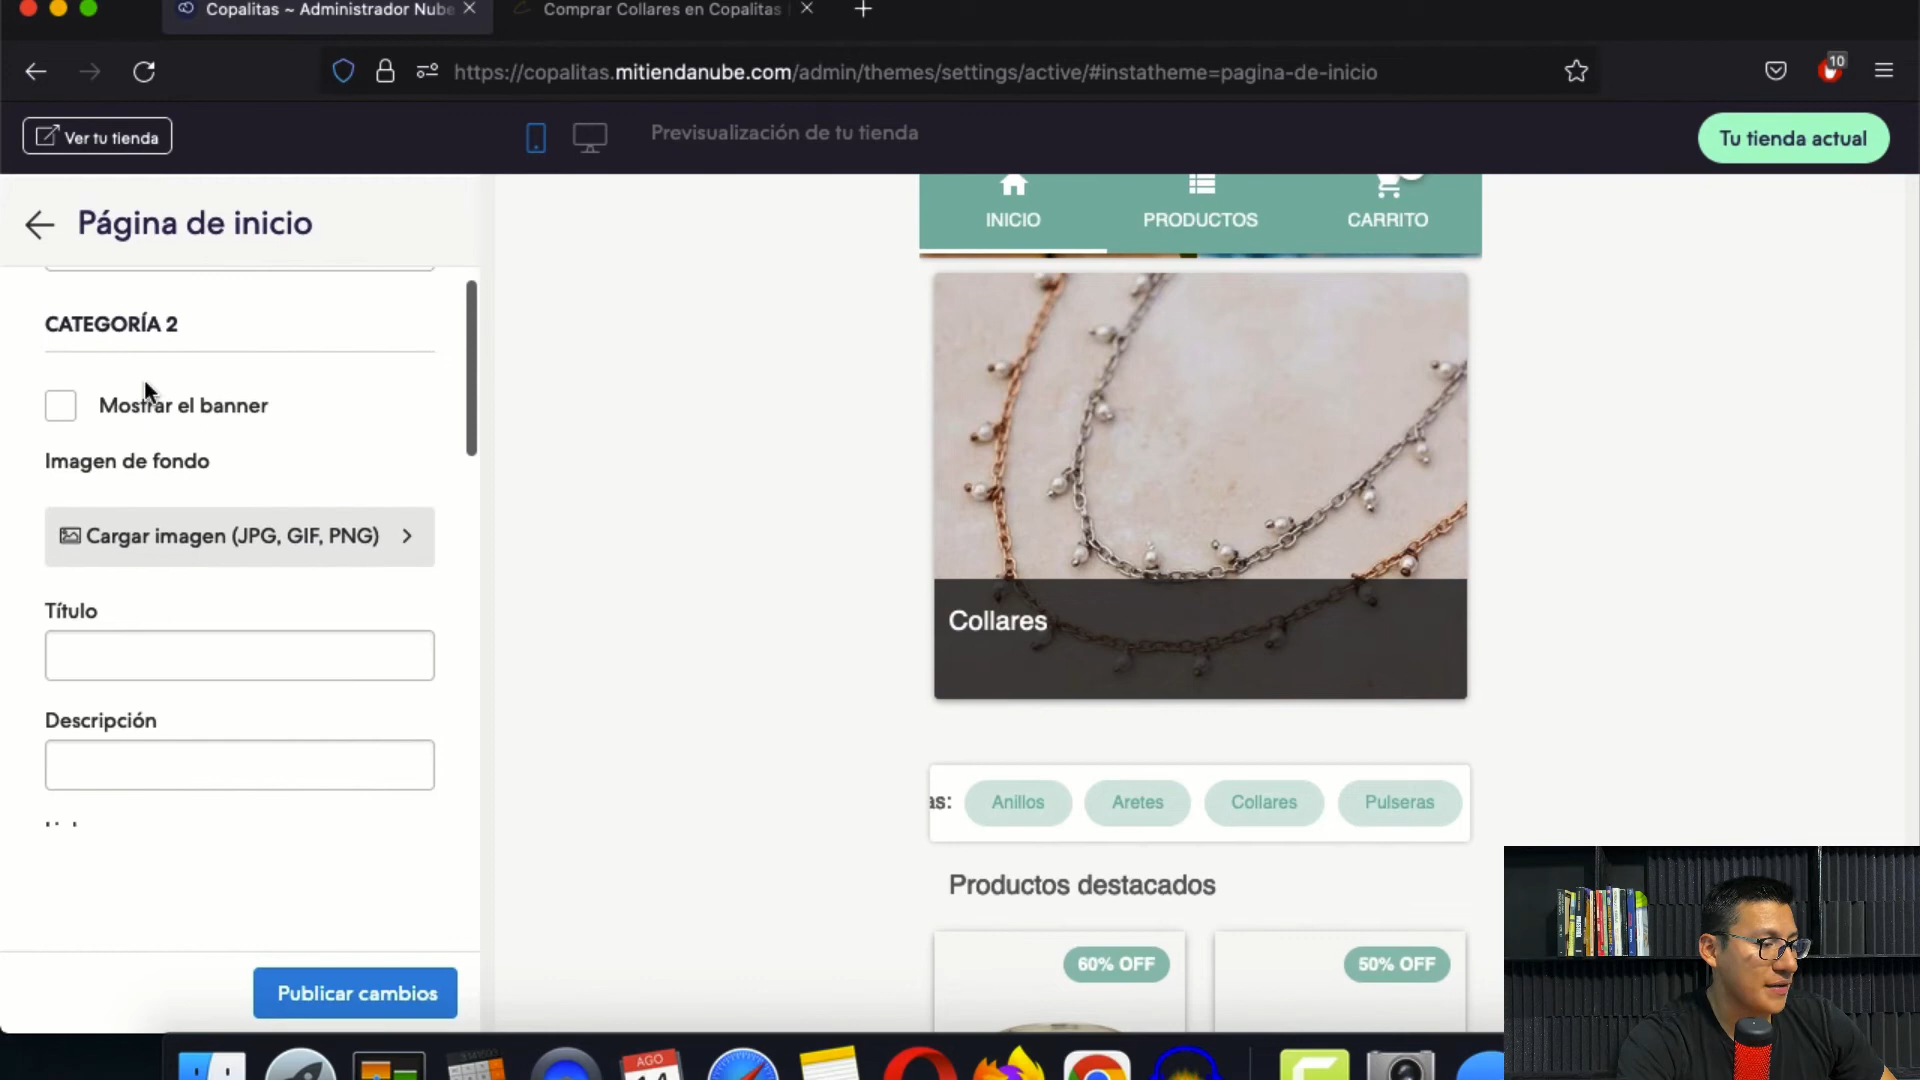 Copalitas ~ Administrador Nube
Comprar Collares en Copalitas
https://copalitas.mitiendanube.com/admin/themes/settings/active/#instatheme=pagina-de-inicio
10
Ver tu tienda
Previsualización de tu tienda
Tu tienda actual
Página de inicio
CATEGORÍA 2
Mostrar el banner
Imagen de fondo
Cargar imagen (JPG, GIF, PNG)
Título
Descripción
Publicar cambios
INICIO
PRODUCTOS
CARRITO
Collares
as:
Anillos
Aretes
Collares
Pulseras
Productos destacados
60% OFF
50% OFF
AGO